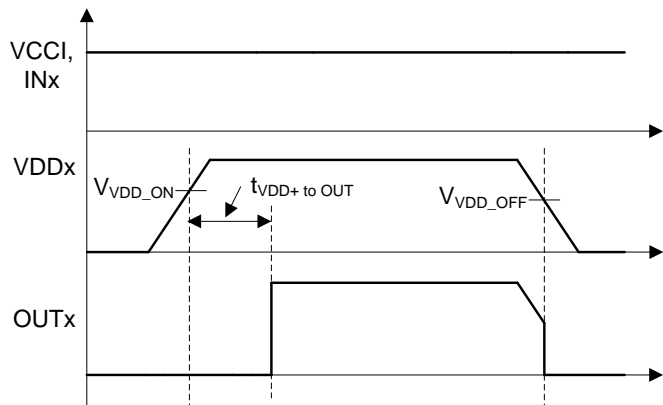 VCCI,
INx
VDDx
VVDD_ON
tVDD+ to OUT
VVDD_OFF
OUTx